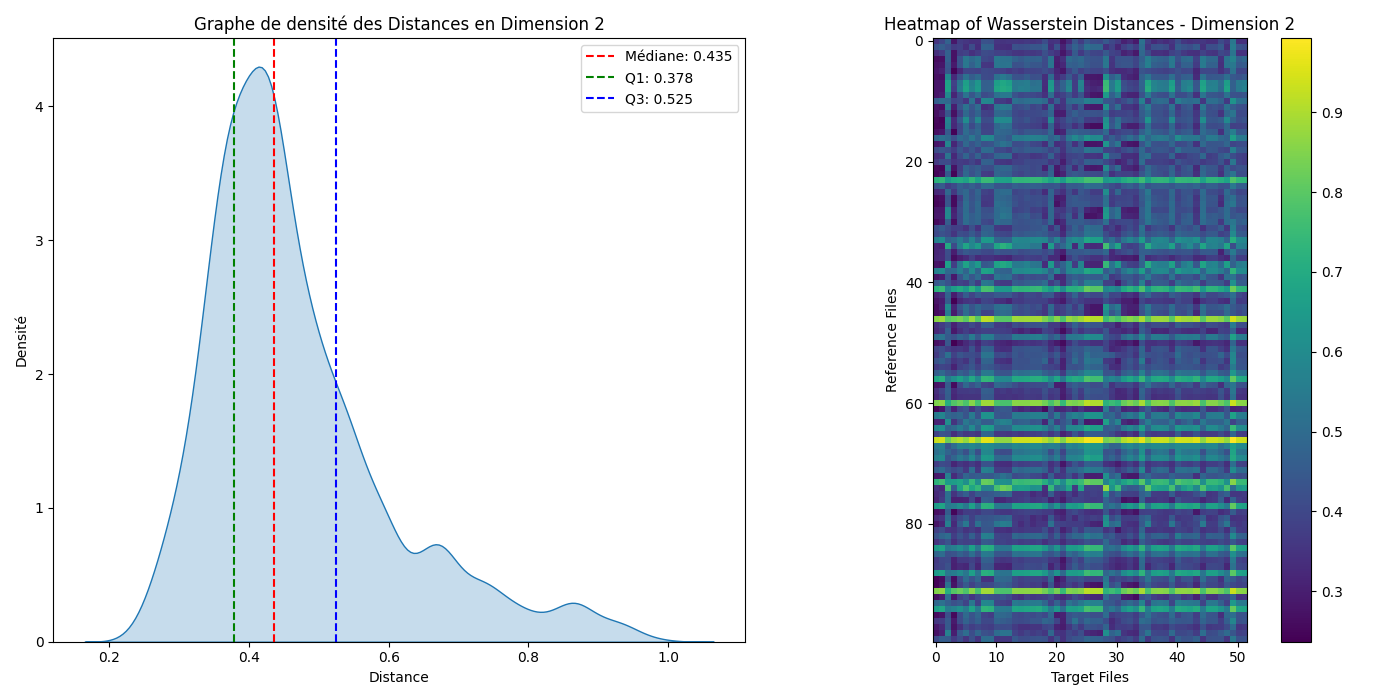 Graphe de densité des Distances en Dimension 2
Médiane: 0.435
Q1: 0.378
Q3: 0.525
Densité
4
3
2
1
0
0.2 0.4 0.6 0.8 1.0
Distance
Heatmap of Wasserstein Distances - Dimension 2
Reference Files
0
20
40
60
80
0 10 20 30 40 50
Target Files
0.9
0.8
0.7
0.6
0.5
0.4
0.3